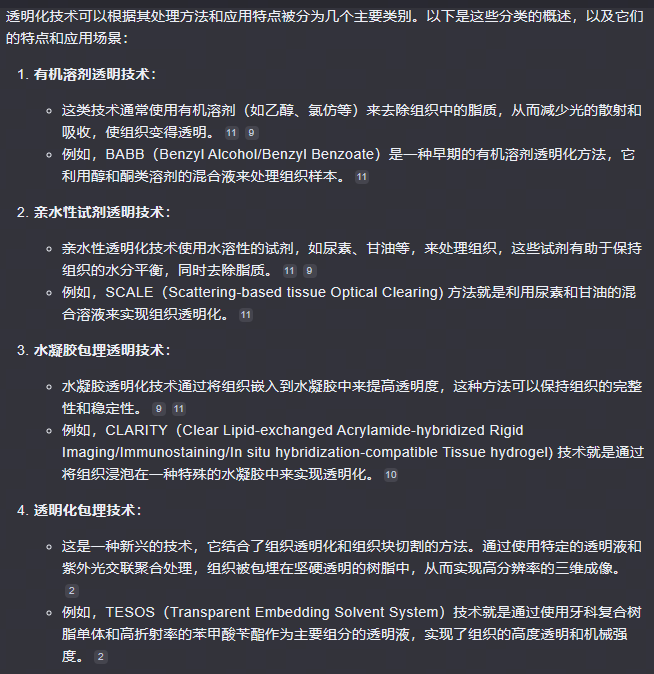 透明化技术可以根据其处理方法和应用特点被分为几个主要类别。以下是这些分类的概述，以及它们
的特点和应用场景：
1. 有机溶剂透明技术：
这类技术通常使用有机溶剂（如乙醇、氯仿等）来去除组织中的脂质，从而减少光的散射和
吸收，使组织变得透明。 11 9
例如，BABB（Benzyl Alcohol/Benzyl Benzoate）是一种早期的有机溶剂透明化方法，它
利用醇和酮类溶剂的混合液来处理组织样本。 11
2. 亲水性试剂透明技术：
亲水性透明化技术使用水溶性的试剂，如尿素、甘油等，来处理组织，这些试剂有助于保持
组织的水分平衡，同时去除脂质。 11 9
例如，SCALE（Scattering-based tissue Optical Clearing) 方法就是利用尿素和甘油的混
合溶液来实现组织透明化。 11
3. 水凝胶包埋透明技术：
水凝胶透明化技术通过将组织嵌入到水凝胶中来提高透明度，这种方法可以保持组织的完整
性和稳定性。 9 11
例如，CLARITY（Clear Lipid-exchanged Acrylamide-hybridized Rigid
Imaging/Immunostaining/In situ hybridization-compatible Tissue hydrogel) 技术就是通过
将组织浸泡在一种特殊的水凝胶中来实现透明化。 10
4. 透明化包埋技术：
这是一种新兴的技术，它结合了组织透明化和组织块切割的方法。通过使用特定的透明液和
紫外光交联聚合处理，组织被包埋在坚硬透明的树脂中，从而实现高分辨率的三维成像。
2
例如，TESOS（Transparent Embedding Solvent System）技术就是通过使用牙科复合树
脂单体和高折射率的苯甲酸苄酯作为主要组分的透明液，实现了组织的高度透明和机械强
度。 2